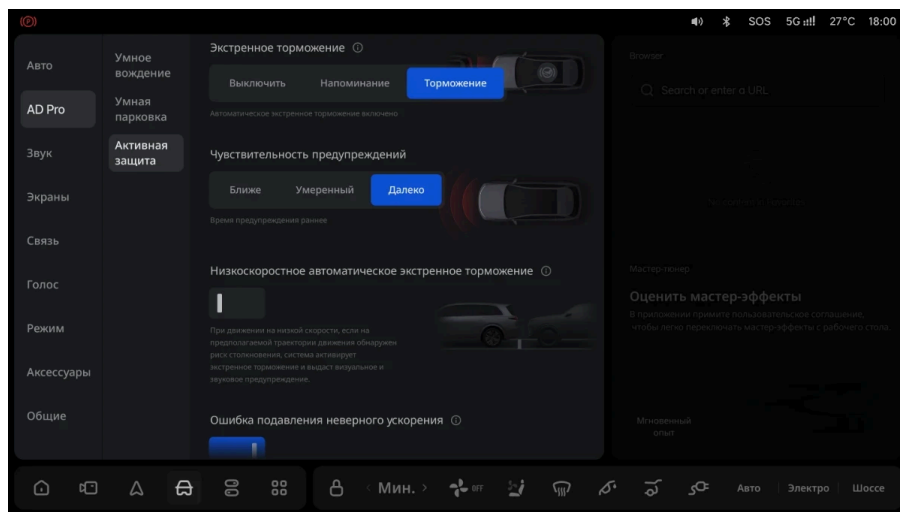 (P)
SOS 5G 27°C 18:00
Авто
AD Pro
Звук
Экраны
Связь
Голос
Режим
Аксессуары
Общие
Умное
вождение
Умная
парковка
Активная
защита
Экстренное торможение
Выключить Напоминание Торможение
Автоматическое экстренное торможение включено
Чувствительность предупреждений
Ближе Умеренный Далеко
Время предупреждения раннее
Низкоскоростное автоматическое экстренное торможение
При движении на низкой скорости, если на
предполагаемой траектории движения обнаружен
риск столкновения, система активирует
экстренное торможение и выдаст визуальное и
звуковое предупреждение.
Ошибка подавления неверного ускорения
Browser
Search or enter a URL
Мастер-тюнер
Оценить мастер-эффекты
В приложении примите пользовательское соглашение,
чтобы легко переключать мастер-эффекты с рабочего стола.
Мгновенный
опыт
Мин. OFF Авто Электро Шоссе